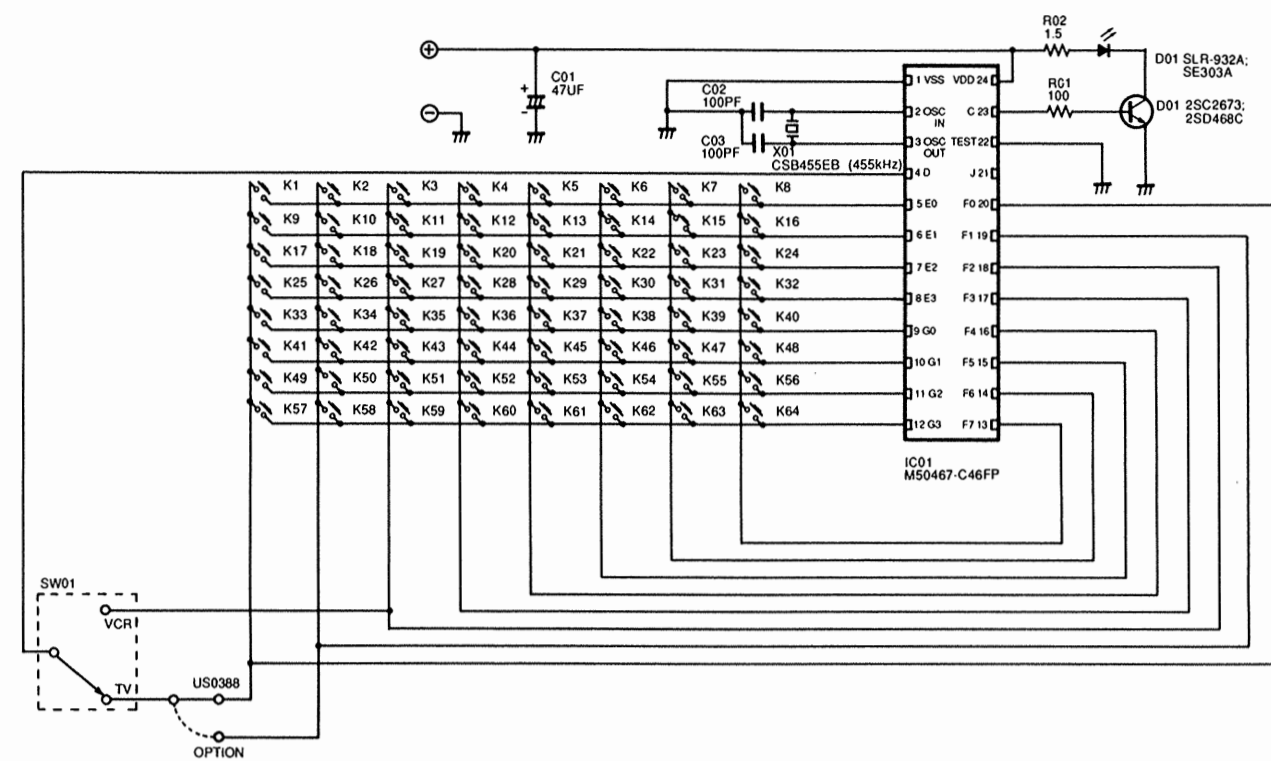 R02
1.5
D01 SLR-932A;
SE303A
C01
47UF
+
-
C02
100PF
1 VSS VDD 24
RC1
100
D01 2SC2673;
2SD468C
2 OSC IN C 23
C03
100PF
X01
CSB455EB (455kHz)
3 OSC OUT TEST 22
4 D J 21
K1 K2 K3 K4 K5 K6 K7 K8
5 E0 F0 20
K9 K10 K11 K12 K13 K14 K15 K16
6 E1 F1 19
K17 K18 K19 K20 K21 K22 K23 K24
7 E2 F2 18
K25 K26 K27 K28 K29 K30 K31 K32
8 E3 F3 17
K33 K34 K35 K36 K37 K38 K39 K40
9 G0 F4 16
K41 K42 K43 K44 K45 K46 K47 K48
10 G1 F5 15
K49 K50 K51 K52 K53 K54 K55 K56
11 G2 F6 14
K57 K58 K59 K60 K61 K62 K63 K64
12 G3 F7 13
IC01
M50467-C46FP
SW01
VCR
TV
US0388
OPTION